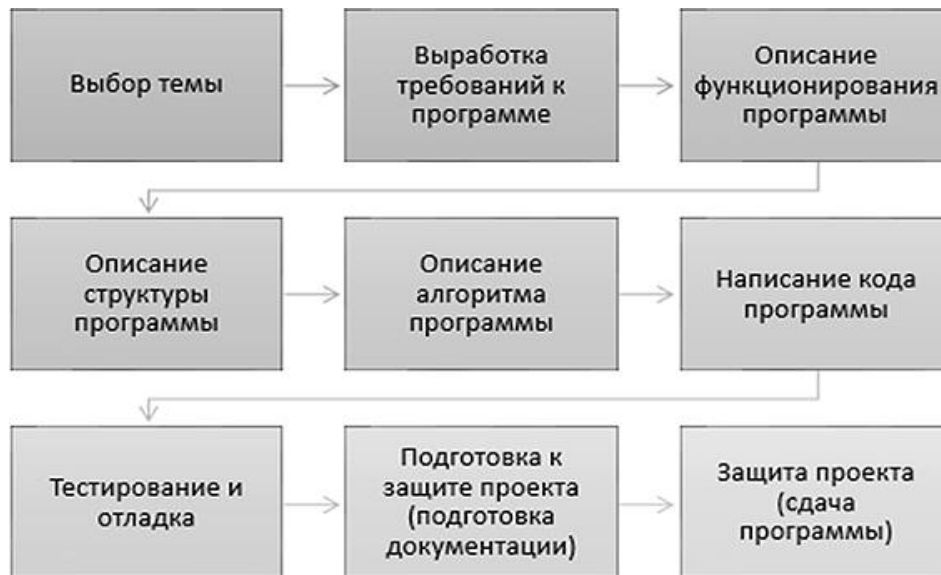 Выбор темы
Выработка
требований к
программе
Описание
функционирования
программы
Описание
структуры
программы
Описание
алгоритма
программы
Написание кода
программы
Тестирование и
отладка
Подготовка к
защите проекта
(подготовка
документации)
Защита проекта
(сдача
программы)